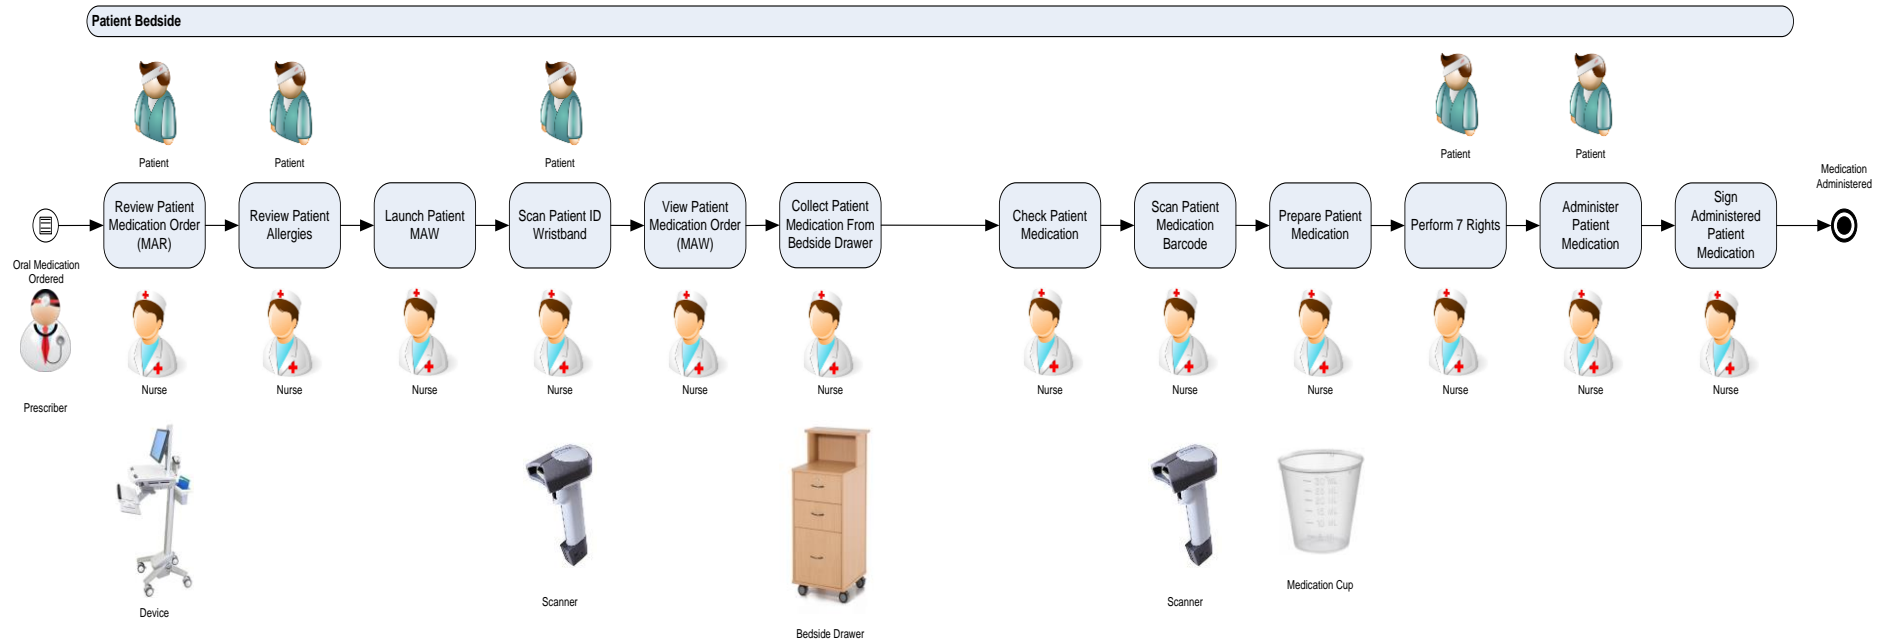 Patient Bedside
Patient
Patient
Patient
Patient
Patient
Medication
Administered
Review Patient
Medication Order
(MAR)
Review Patient
Allergies
Launch Patient
MAW
Scan Patient ID
Wristband
View Patient
Medication Order
(MAW)
Collect Patient
Medication From
Bedside Drawer
Check Patient
Medication
Scan Patient
Medication
Barcode
Prepare Patient
Medication
Perform 7 Rights
Administer
Patient
Medication
Sign
Administered
Patient
Medication
Oral Medication
Ordered
Nurse
Nurse
Nurse
Nurse
Nurse
Nurse
Nurse
Nurse
Nurse
Nurse
Nurse
Nurse
Prescriber
Device
Scanner
Bedside Drawer
Scanner
Medication Cup